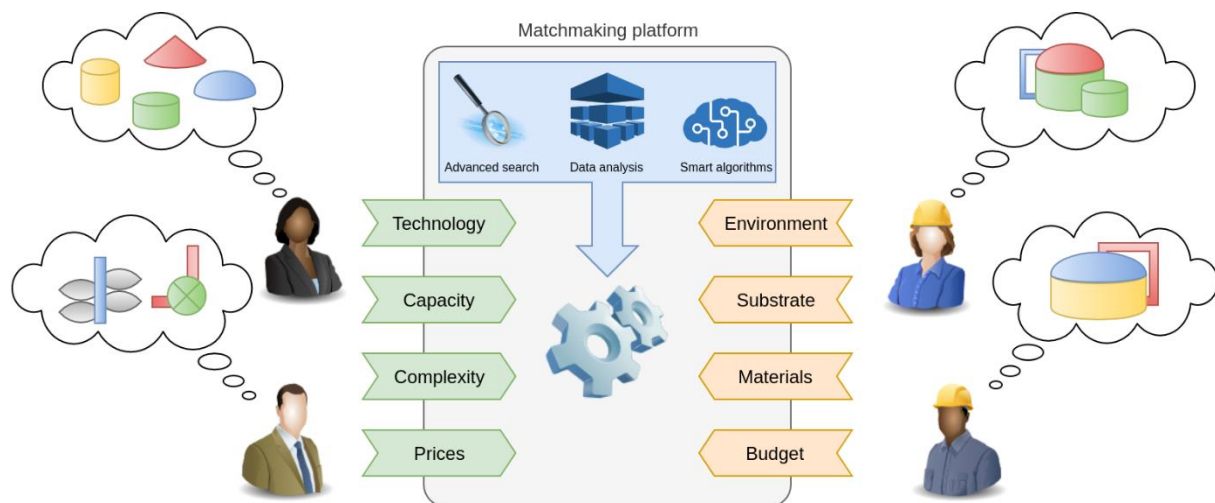 Matchmaking platform
Advanced search
Data analysis
Smart algorithms
Technology
Environment
Capacity
Substrate
Complexity
Materials
Prices
Budget